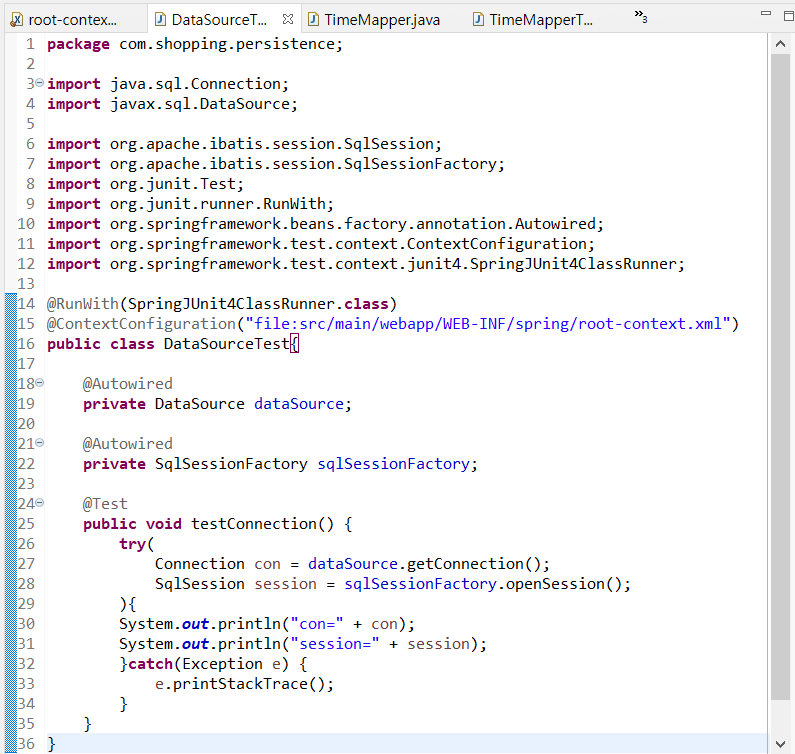 root-contex... DataSourceT... TimeMapper.java TimeMapperT... »3
1 package com.shopping.persistence;
2
3 import java.sql.Connection;
4 import javax.sql.DataSource;
5
6 import org.apache.ibatis.session.SqlSession;
7 import org.apache.ibatis.session.SqlSessionFactory;
8 import org.junit.Test;
9 import org.junit.runner.RunWith;
10 import org.springframework.beans.factory.annotation.Autowired;
11 import org.springframework.test.context.ContextConfiguration;
12 import org.springframework.test.context.junit4.SpringJUnit4ClassRunner;
13
14 @RunWith(SpringJUnit4ClassRunner.class)
15 @ContextConfiguration("file:src/main/webapp/WEB-INF/spring/root-context.xml")
16 public class DataSourceTest{
17
18     @Autowired
19     private DataSource dataSource;
20
21     @Autowired
22     private SqlSessionFactory sqlSessionFactory;
23
24     @Test
25     public void testConnection() {
26         try(
27             Connection con = dataSource.getConnection();
28             SqlSession session = sqlSessionFactory.openSession();
29         ){
30         System.out.println("con=" + con);
31         System.out.println("session=" + session);
32         }catch(Exception e) {
33             e.printStackTrace();
34         }
35     }
36 }